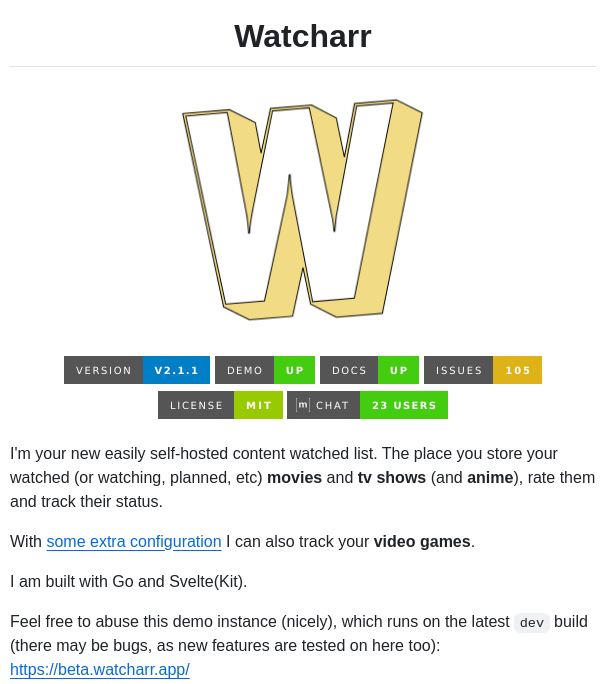 Watcharr
W
VERSION V2.1.1 DEMO UP DOCS UP ISSUES 105
LICENSE MIT [m] CHAT 23 USERS
I'm your new easily self-hosted content watched list. The place you store your
watched (or watching, planned, etc) movies and tv shows (and anime), rate them
and track their status.
With some extra configuration I can also track your video games.
I am built with Go and Svelte(Kit).
Feel free to abuse this demo instance (nicely), which runs on the latest dev build
(there may be bugs, as new features are tested on here too):
https://beta.watcharr.app/